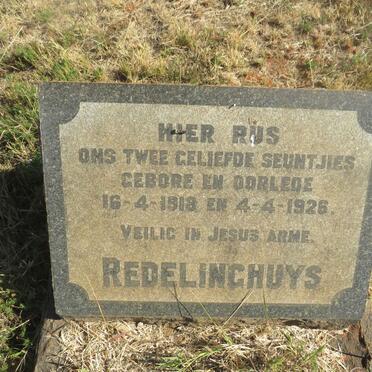 HIER RUS
ONS TWEE GELIEFDE SEUNTJIES
GEBORE EN OORLEDE
16-4-1918 EN 4-4-1926.
VEILIG IN JESUS ARME.
REDELINGHUYS